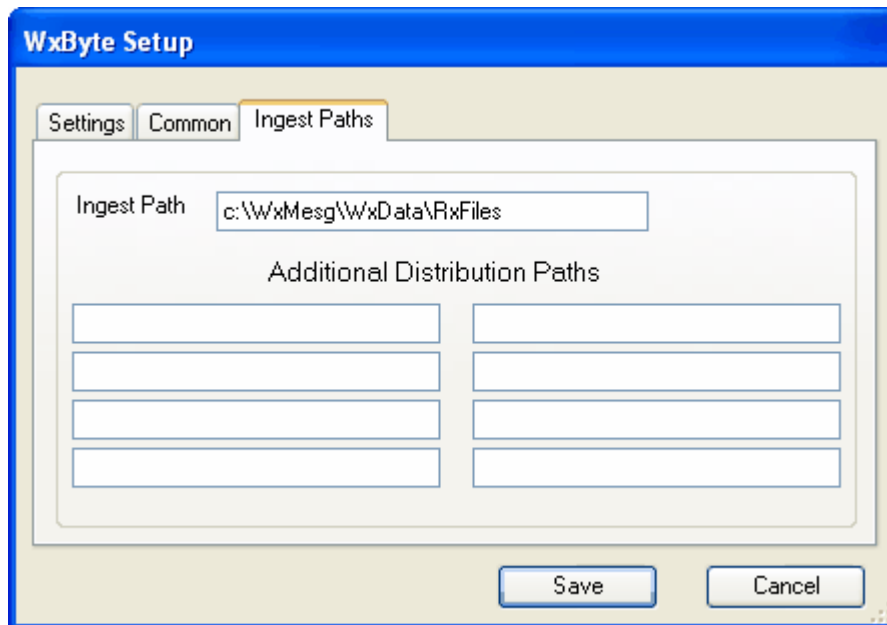 WxByte Setup
Settings Common Ingest Paths
Ingest Path c:\WxMesg\WxData\RxFiles
Additional Distribution Paths
Save Cancel